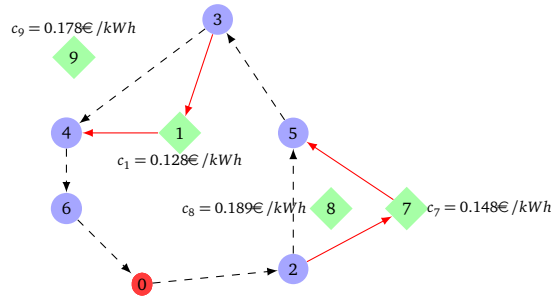 3
c₉ = 0.178€/kWh
9
4
1
5
c₁ = 0.128€/kWh
6
c₈ = 0.189€/kWh
8
7
c₇ = 0.148€/kWh
2
0